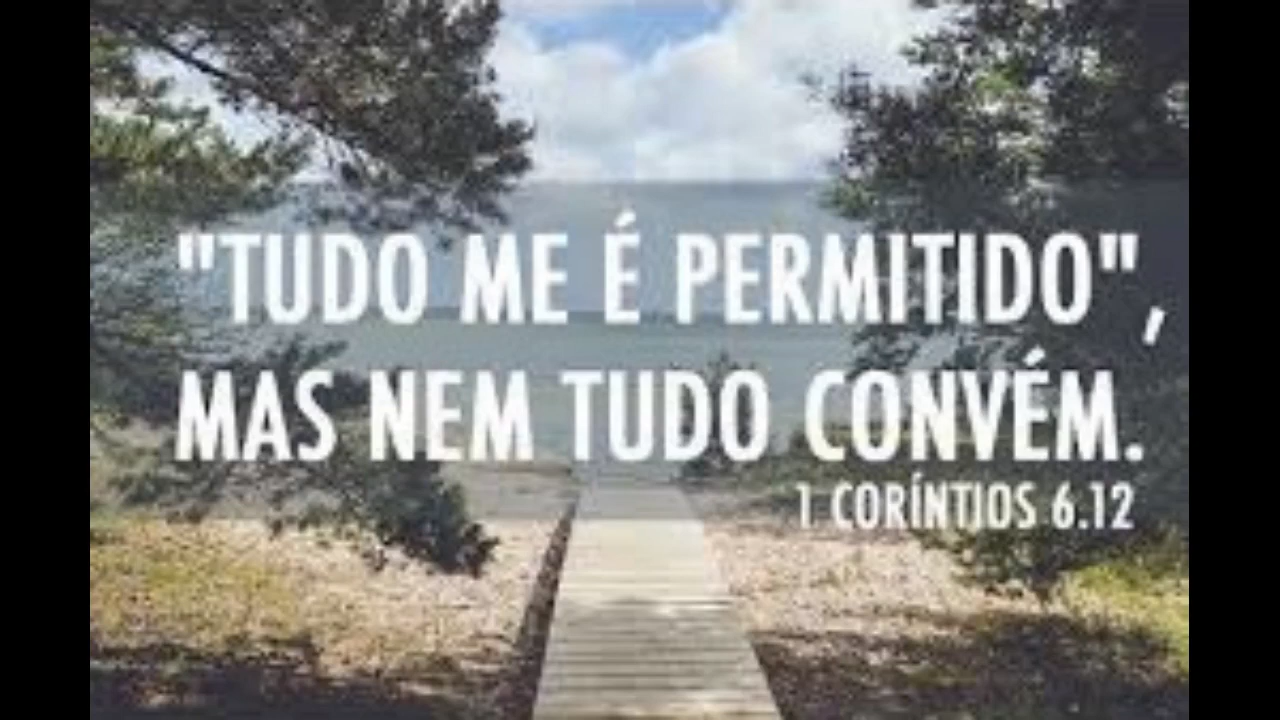 "TUDO ME É PERMITIDO",
MAS NEM TUDO CONVÉM.
1 CORÍNTIOS 6.12